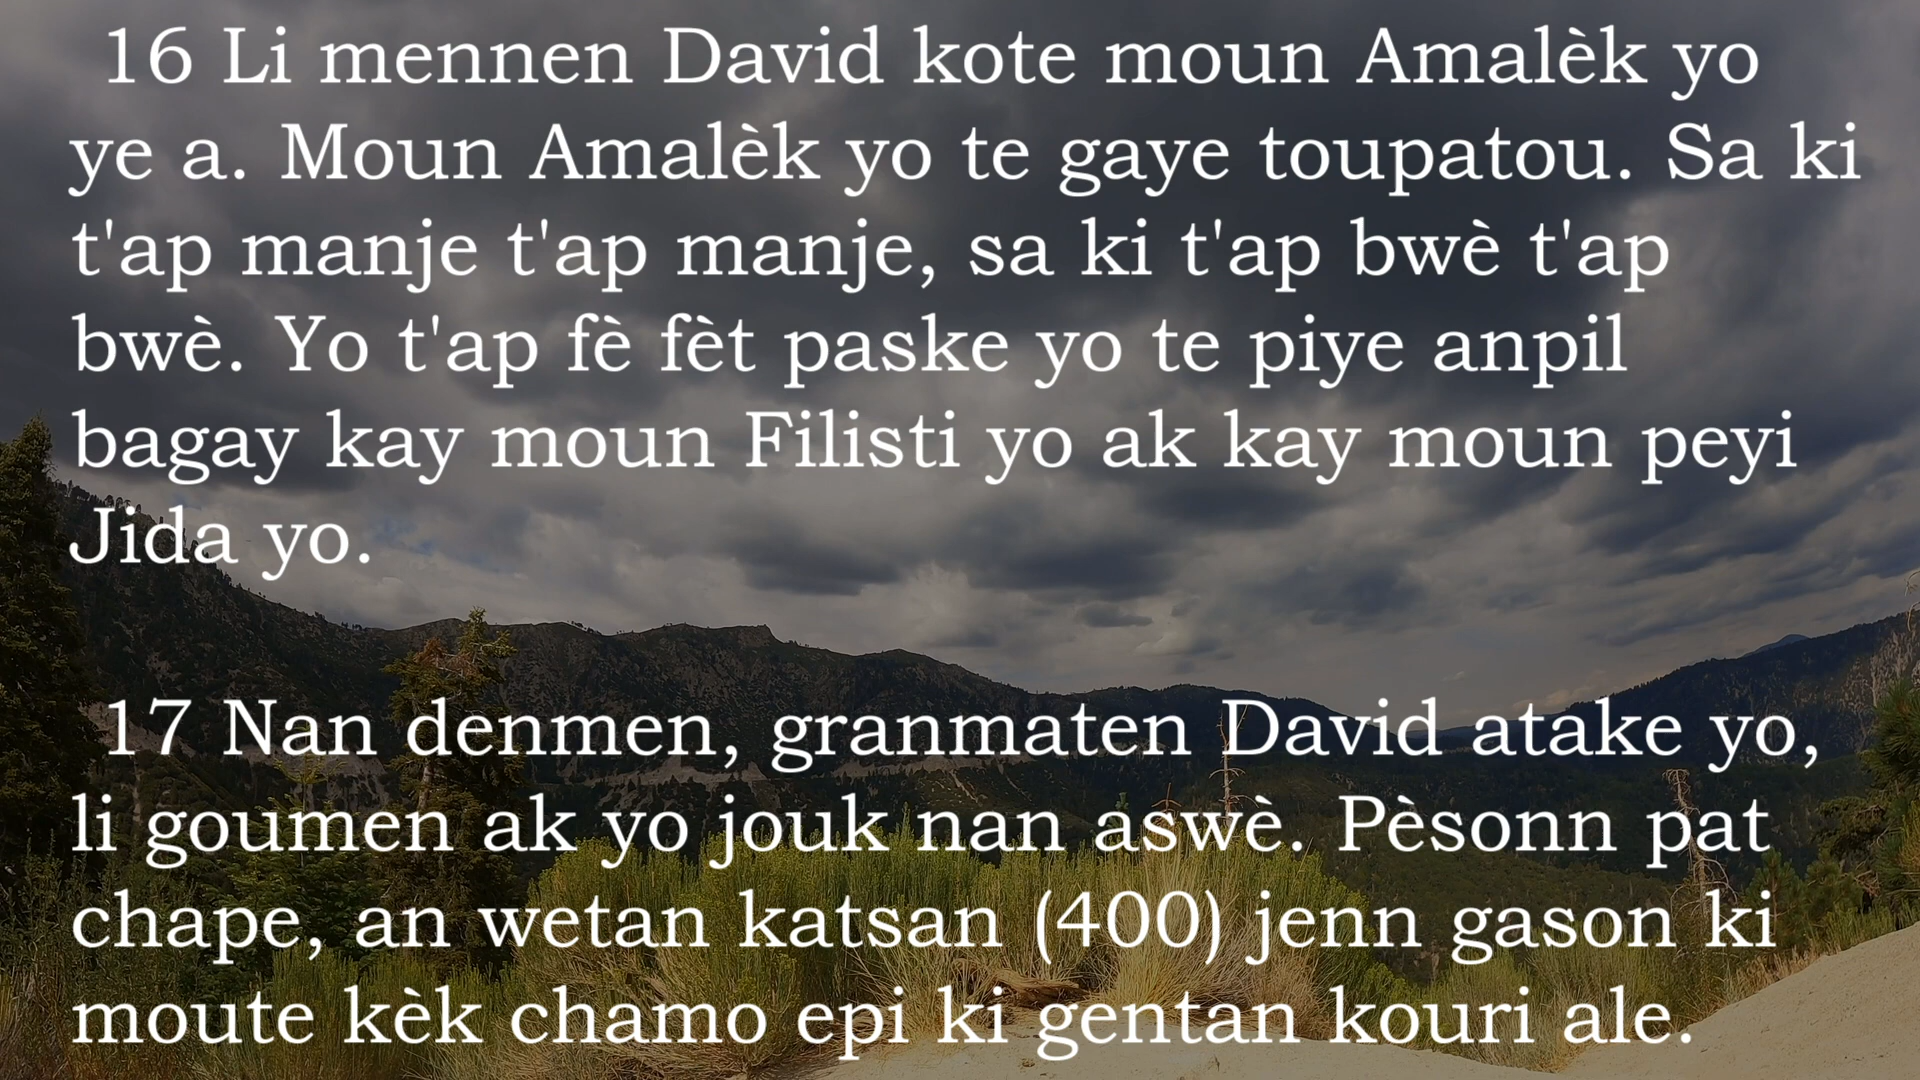 16 Li mennen David kote moun Amalèk yo
ye a. Moun Amalèk yo te gaye toupatou. Sa ki
t'ap manje t'ap manje, sa ki t'ap bwè t'ap
bwè. Yo t'ap fè fèt paske yo te piye anpil
bagay kay moun Filisti yo ak kay moun peyi
Jida yo.
17 Nan denmen, granmaten David atake yo,
li goumen ak yo jouk nan aswè. Pèsonn pat
chape, an wetan katsan (400) jenn gason ki
moute kèk chamo epi ki gentan kouri ale.